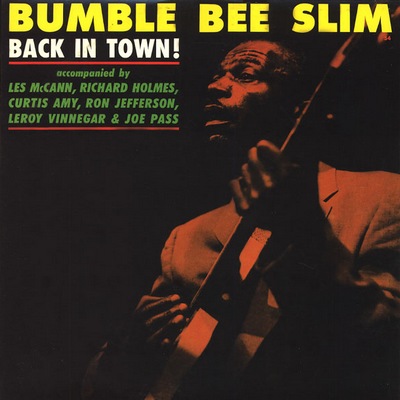 BUMBLE BEE SLIM
BACK IN TOWN!
accompanied by
LES McCANN, RICHARD HOLMES,
CURTIS AMY, RON JEFFERSON,
LEROY VINNEGAR & JOE PASS